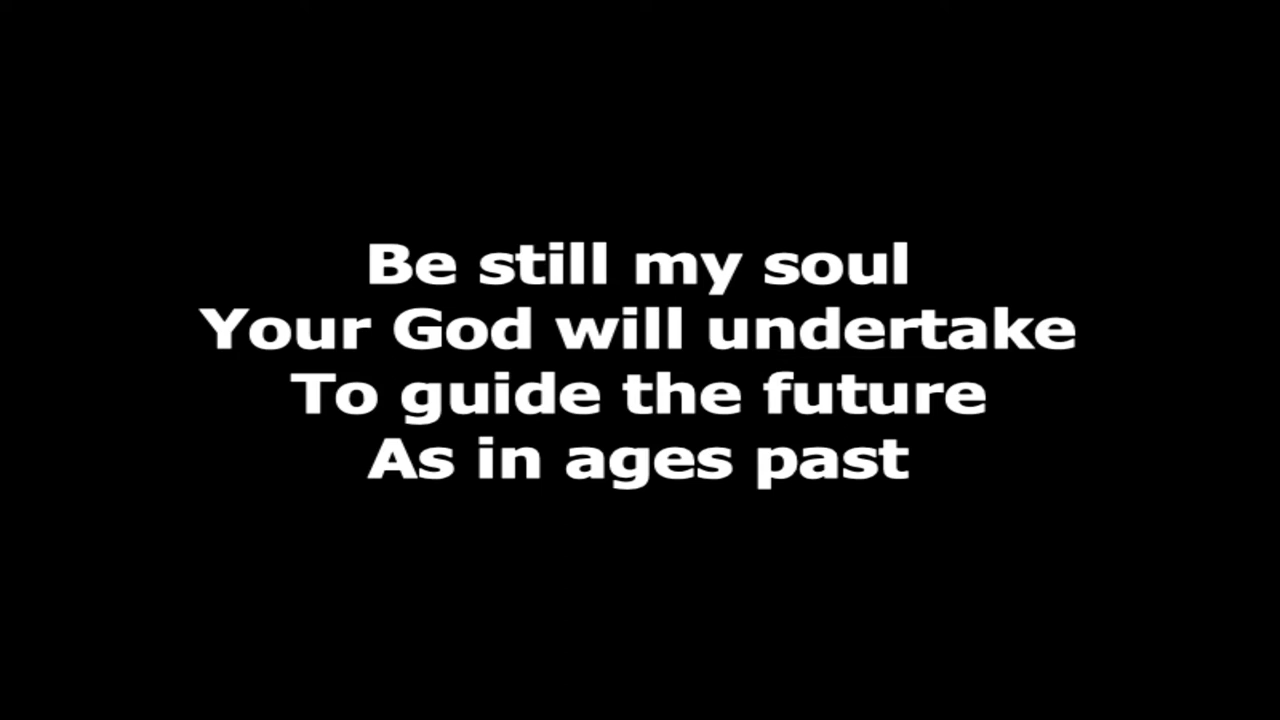 Be still my soul
Your God will undertake
To guide the future
As in ages past